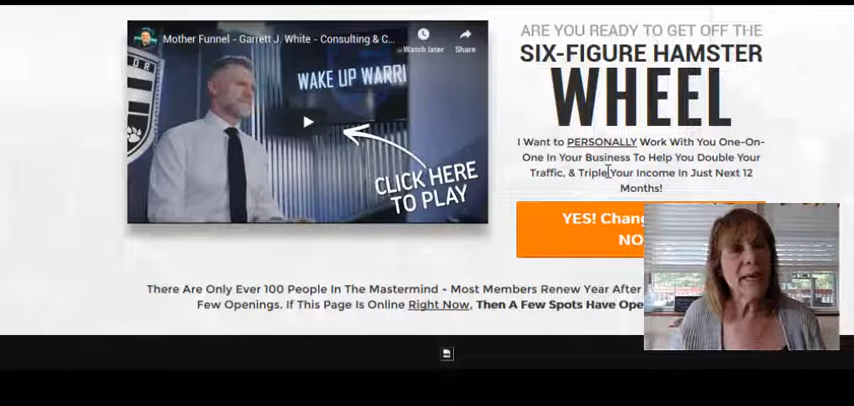 Mother Funnel - Garrett J. White - Consulting & C...
Watch later
Share
WAKE UP WARRI
CLICK HERE
TO PLAY
ARE YOU READY TO GET OFF THE
SIX-FIGURE HAMSTER
WHEEL
I Want to PERSONALLY Work With You One-On-
One In Your Business To Help You Double Your
Traffic, & Triple Your Income In Just Next 12
Months!
YES! Chang
NO
There Are Only Ever 100 People In The Mastermind - Most Members Renew Year After
Few Openings. If This Page Is Online Right Now, Then A Few Spots Have Ope